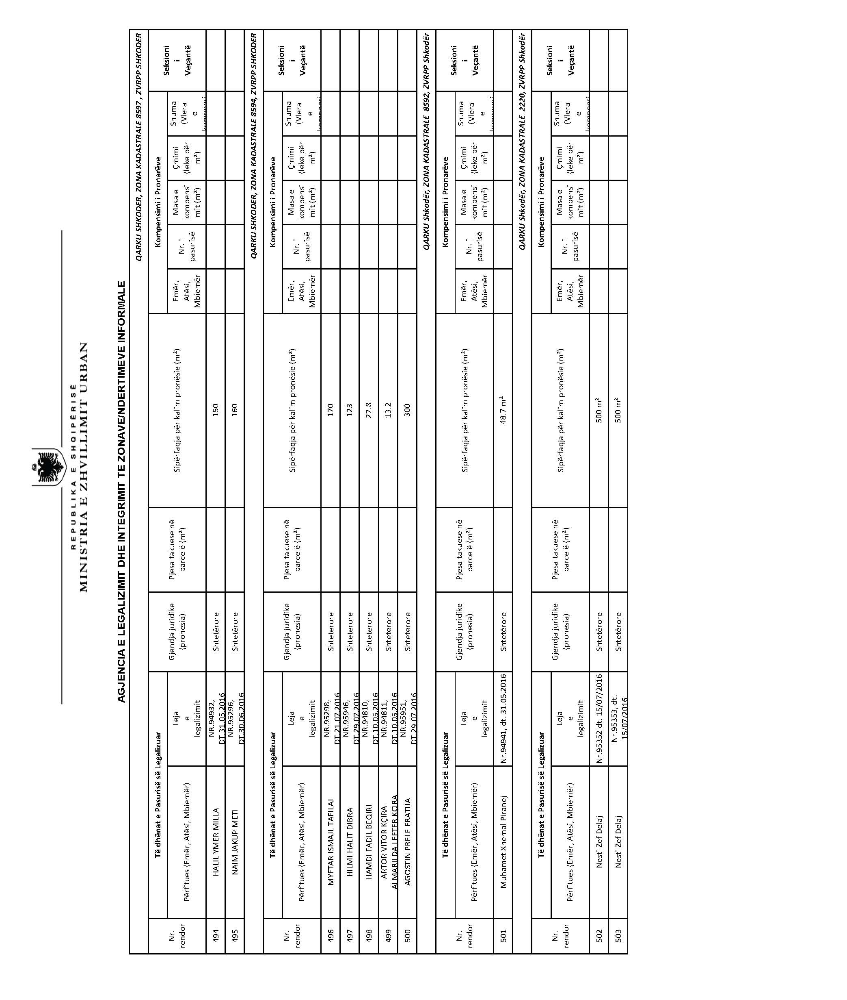 REPUBLIKA E SHQIPËRISË
MINISTRIA E ZHVILLIMIT URBAN
AGJENCIA E LEGALIZIMIT DHE INTEGRIMIT TE ZONAVE/NDERTIMEVE INFORMALE
QARKU SHKODER, ZONA KADASTRALE 8597 , ZVRPP SHKODER
Nr. rendor
Të dhënat e Pasurisë së Legalizuar
Përfitues (Emër, Atësi, Mbiemër)
Leja e legalizimit
Gjendja juridike (pronesia)
Pjesa takuese në parcelë (m²)
Sipërfaqja për kalim pronësie (m²)
Kompensimi i Pronarëve
Emër, Atësi, Mbiemër
Nr. i pasurisë
Masa e kompensi mit (m²)
Çmimi (leke për m²)
Shuma (Vlera e kompensi
Seksioni i Veçantë
494 HALIL YMER MILLA NR.94932, DT.31.05.2016 Shtetërore 150
495 NAIM JAKUP METI NR.95296, DT.30.06.2016 Shtetërore 160
QARKU SHKODER, ZONA KADASTRALE 8594, ZVRPP SHKODER
Nr. rendor
Të dhënat e Pasurisë së Legalizuar
Përfitues (Emër, Atësi, Mbiemër)
Leja e legalizimit
Gjendja juridike (pronesia)
Pjesa takuese në parcelë (m²)
Sipërfaqja për kalim pronësie (m²)
Kompensimi i Pronarëve
Emër, Atësi, Mbiemër
Nr. i pasurisë
Masa e kompensi mit (m²)
Çmimi (leke për m²)
Shuma (Vlera e kompensi
Seksioni i Veçantë
496 MYFTAR ISMAJL TAFILAJ NR.95298, DT.21.07.2016 Shteterore 170
497 HILMI HALIT DIBRA NR.95946, DT.29.07.2016 Shteterore 123
498 HAMDI FADIL BEQIRI NR.94810, DT.10.05.2016 Shteterore 27.8
499 ARTOR VITOR KÇIRA ALMARILDA LEFTER KÇIRA NR.94811, DT.10.05.2016 Shteterore 13.2
500 AGOSTIN PRELE FRATIJA NR.95951, DT.29.07.2016 Shteterore 300
QARKU Shkodër, ZONA KADASTRALE 8592, ZVRPP Shkodër
Nr. rendor
Të dhënat e Pasurisë së Legalizuar
Përfitues (Emër, Atësi, Mbiemër)
Leja e legalizimit
Gjendja juridike (pronesia)
Pjesa takuese në parcelë (m²)
Sipërfaqja për kalim pronësie (m²)
Kompensimi i Pronarëve
Emër, Atësi, Mbiemër
Nr. i pasurisë
Masa e kompensi mit (m²)
Çmimi (leke për m²)
Shuma (Vlera e kompensi
Seksioni i Veçantë
501 Muhamet Xhemal Piranej Nr.94941, dt. 31.05.2016 Shtetërore 48.7 m²
QARKU Shkodër, ZONA KADASTRALE 2220, ZVRPP Shkodër
Nr. rendor
Të dhënat e Pasurisë së Legalizuar
Përfitues (Emër, Atësi, Mbiemër)
Leja e legalizimit
Gjendja juridike (pronesia)
Pjesa takuese në parcelë (m²)
Sipërfaqja për kalim pronësie (m²)
Kompensimi i Pronarëve
Emër, Atësi, Mbiemër
Nr. i pasurisë
Masa e kompensi mit (m²)
Çmimi (leke për m²)
Shuma (Vlera e kompensi
Seksioni i Veçantë
502 Nesti Zef Delaj Nr.95352 dt. 15/07/2016 Shtetërore 500 m²
503 Nesti Zef Delaj Nr.95353, dt. 15/07/2016 Shtetërore 500 m²